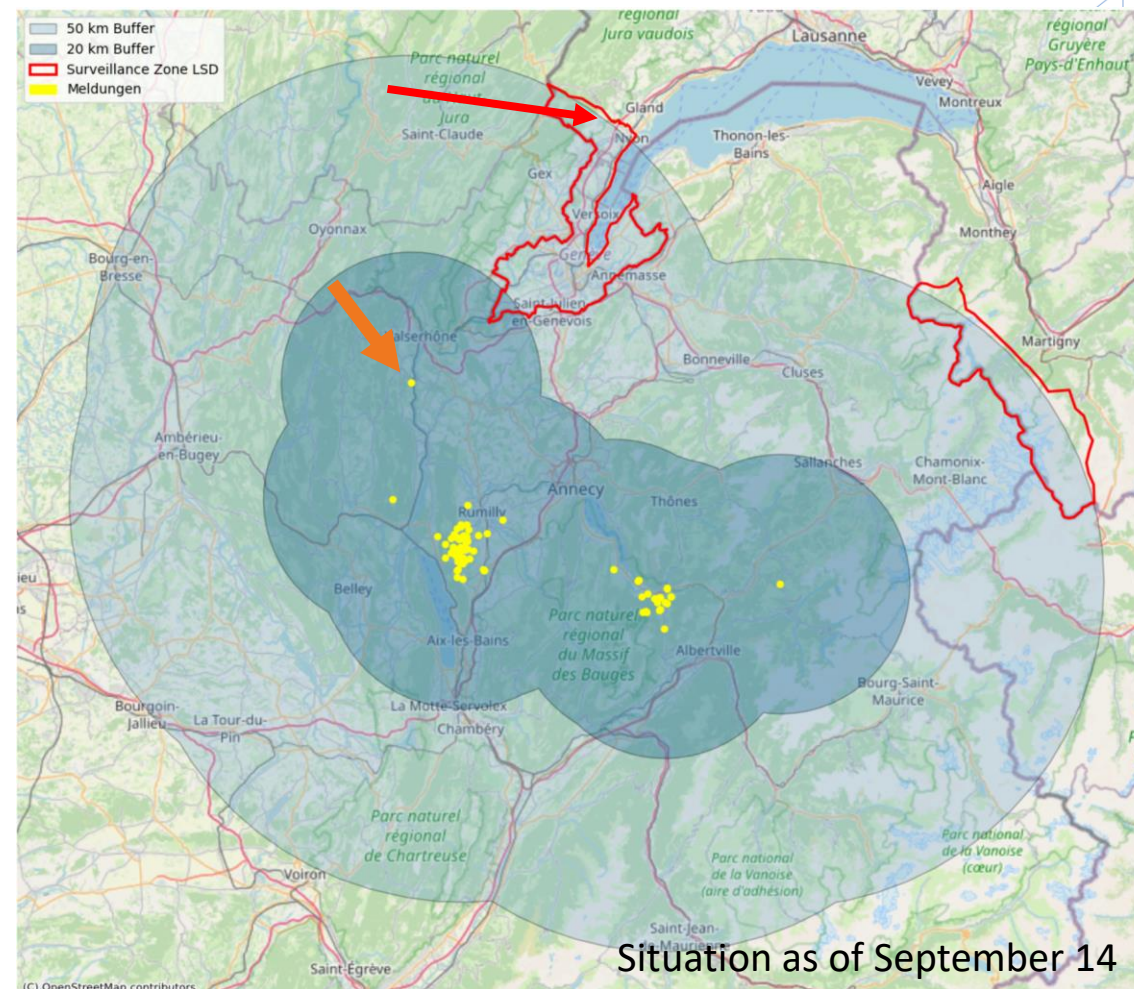 50 km Buffer
20 km Buffer
Surveillance Zone LSD
Meldungen
régional
Jura vaudois
Lausanne
régional
Gruyère
Pays-d'Enhaut
Parc naturel
régional
Jura
Saint-Claude
Gland
Nyon
Vevey
Montreux
Thonon-les-
Bains
Gex
Aigle
Versoix
Oyonnax
Monthey
Bourg-en-
Bresse
Genève
Annemasse
Saint-Julien-
en-Genevois
Martigny
Bonneville
Cluses
Ambérieu-
en-Bugey
Sallanches
Chamonix-
Mont-Blanc
Annecy
Thônes
Rumilly
Belley
Parc naturel
régional
du Massif
des Bauges
Aix-les-Bains
Albertville
Bourg-Saint-
Maurice
Bourgoin-
Jallieu
La Tour-du-
Pin
La Motte-Servolex
Chambéry
Parc naturel
régional
de Chartreuse
Parc national
de la Vanoise
(cœur)
Parc national
de la Vanoise
(aire d'adhésion)
Voiron
Saint-Jean-
de-Maurienne
Situation as of September 14
Saint-Égrève
(C) OpenStreetMap contributors